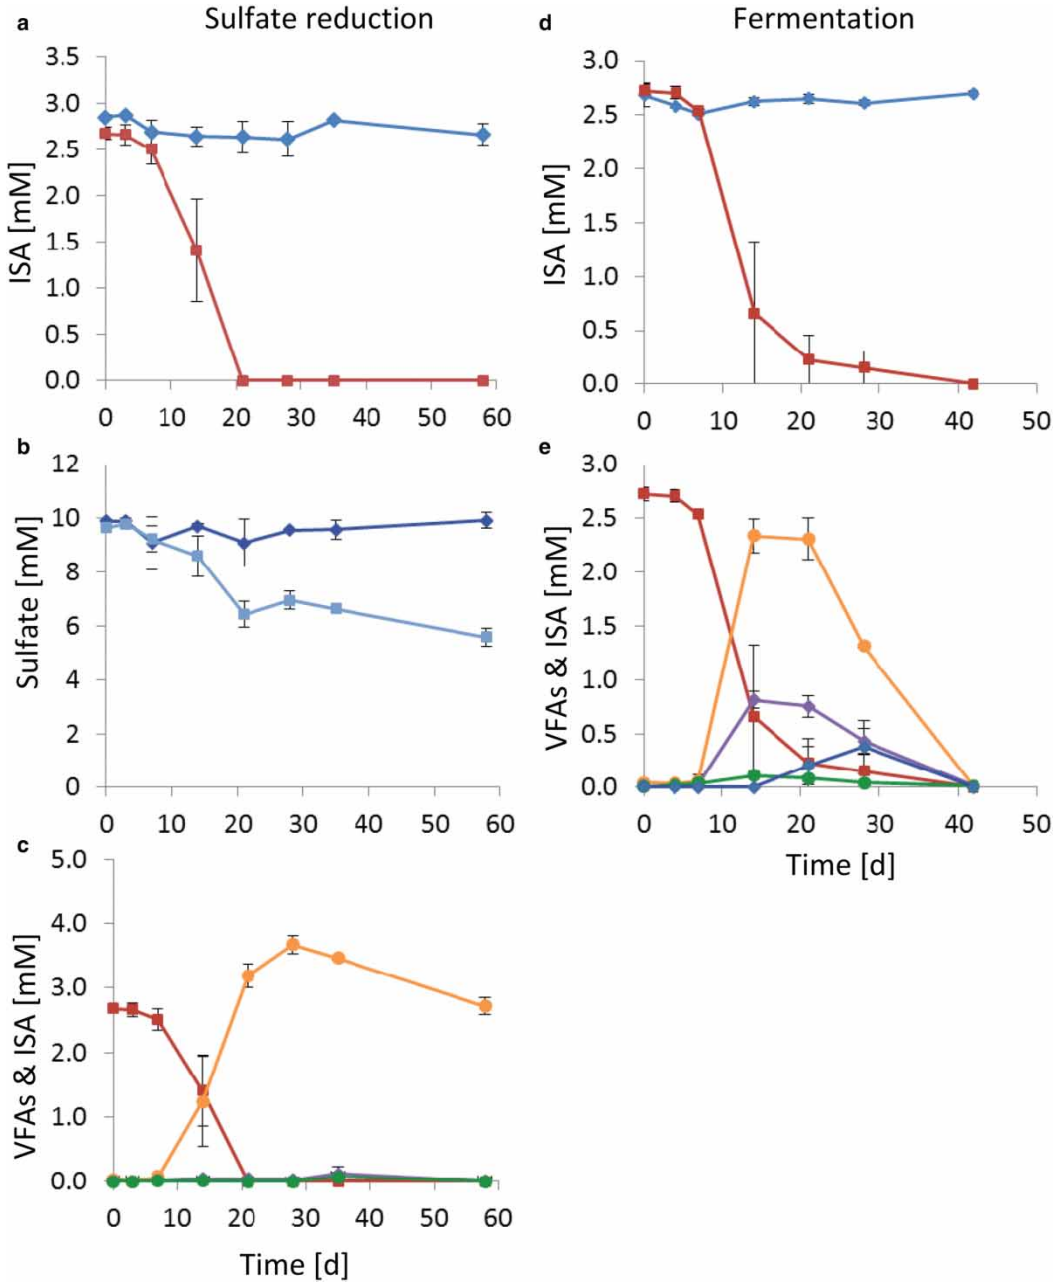 a Sulfate reduction
ISA [mM]
3.5
3.0
2.5
2.0
1.5
1.0
0.5
0.0
0 10 20 30 40 50 60
b
Sulfate [mM]
12
10
8
6
4
2
0
0 10 20 30 40 50 60
c
VFAs & ISA [mM]
5.0
4.0
3.0
2.0
1.0
0.0
0 10 20 30 40 50 60
Time [d]
d Fermentation
ISA [mM]
3.0
2.5
2.0
1.5
1.0
0.5
0.0
0 10 20 30 40 50
e
VFAs & ISA [mM]
3.0
2.5
2.0
1.5
1.0
0.5
0.0
0 10 20 30 40 50
Time [d]